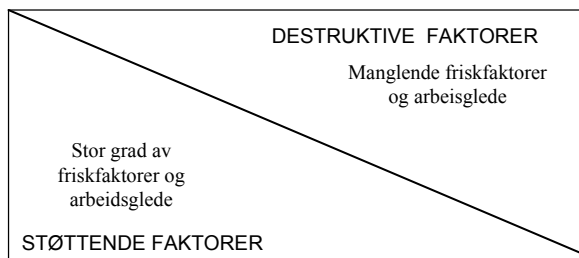 DESTRUKTIVE FAKTORER
Manglende friskfaktorer
og arbeisglede
Stor grad av
friskfaktorer og
arbeidsglede
STØTTENDE FAKTORER